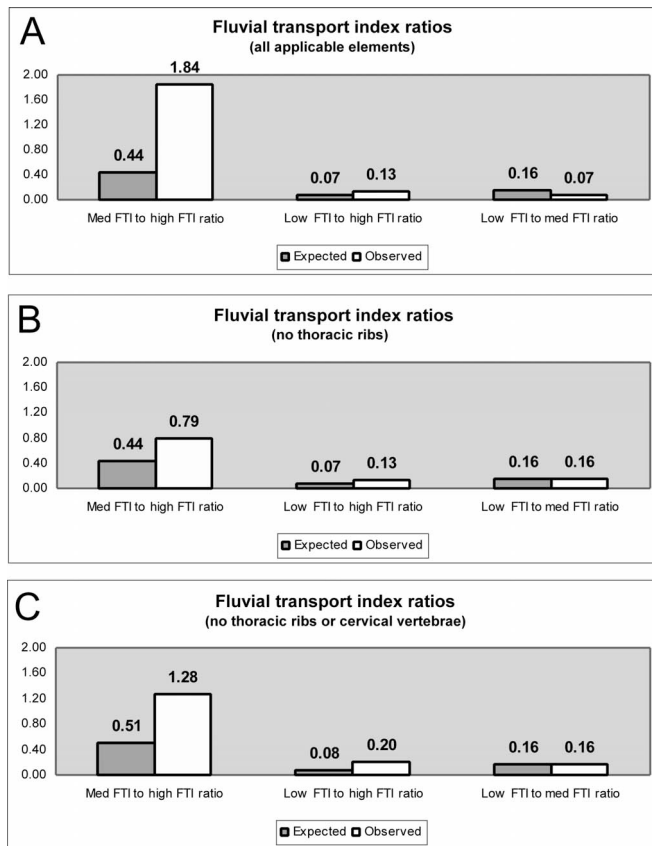 A
Fluvial transport index ratios
(all applicable elements)
2.00
1.60
1.20
0.80
0.40
0.00
0.44
1.84
0.07
0.13
0.16
0.07
Med FTI to high FTI ratio
Low FTI to high FTI ratio
Low FTI to med FTI ratio
Expected Observed
B
Fluvial transport index ratios
(no thoracic ribs)
2.00
1.60
1.20
0.80
0.40
0.00
0.44
0.79
0.07
0.13
0.16
0.16
Med FTI to high FTI ratio
Low FTI to high FTI ratio
Low FTI to med FTI ratio
Expected Observed
C
Fluvial transport index ratios
(no thoracic ribs or cervical vertebrae)
2.00
1.60
1.20
0.80
0.40
0.00
0.51
1.28
0.08
0.20
0.16
0.16
Med FTI to high FTI ratio
Low FTI to high FTI ratio
Low FTI to med FTI ratio
Expected Observed